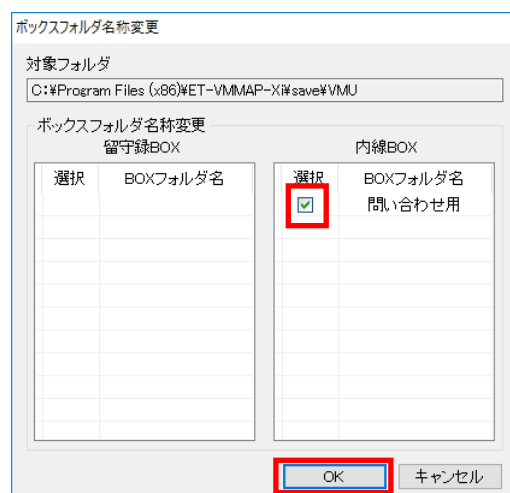 ボックスフォルダ名称変更
対象フォルダ
C:¥Program Files (x86)¥ET-VMMAP-Xi¥save¥VMU
ボックスフォルダ名称変更
留守録BOX
内線BOX
選択 BOXフォルダ名
選択 BOXフォルダ名
問い合わせ用
OK キャンセル